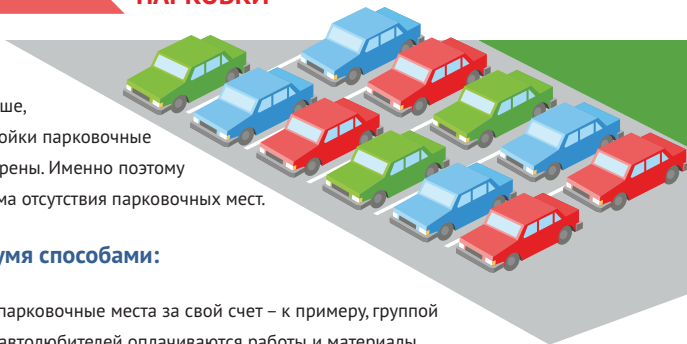 ПАРКОВКИ
ше,
ойки парковочные
рены. Именно поэтому
ма отсутствия парковочных мест.
умя способами:
парковочные места за свой счет – к примеру, группой
автолюбителей оплачиваются работы и материалы